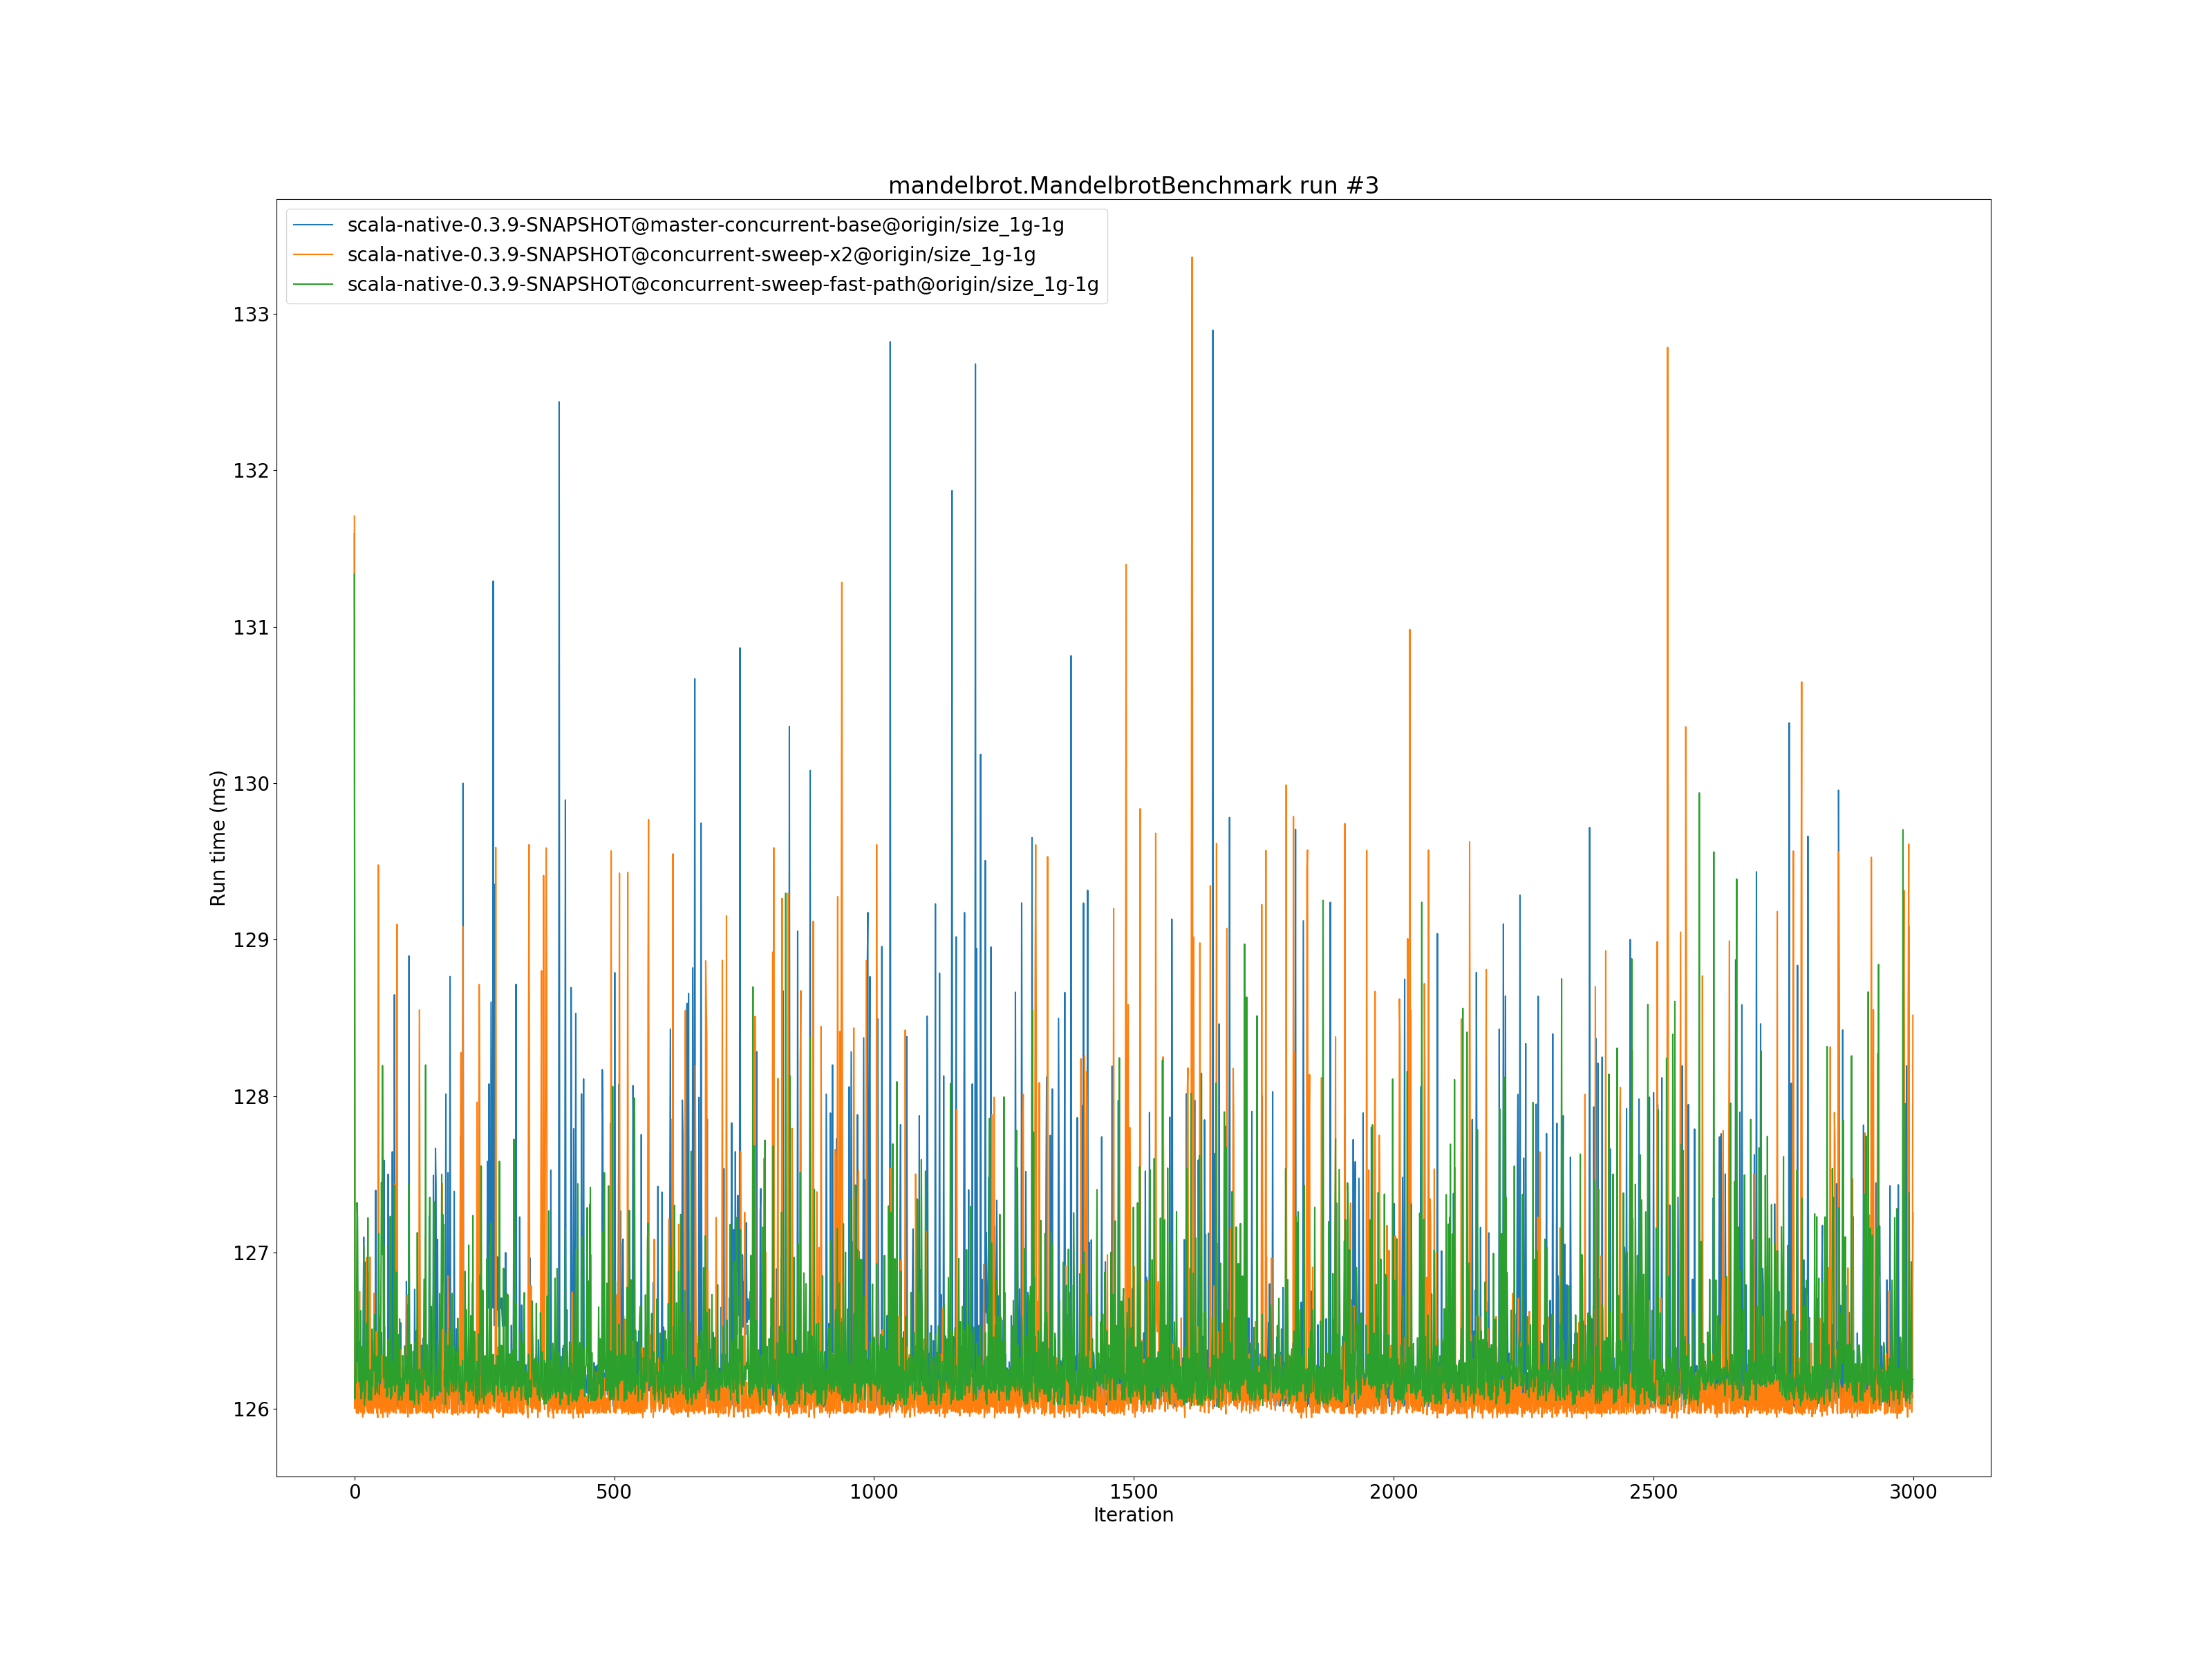 mandelbrot.MandelbrotBenchmark run #3
scala-native-0.3.9-SNAPSHOT@master-concurrent-base@origin/size_1g-1g
scala-native-0.3.9-SNAPSHOT@concurrent-sweep-x2@origin/size_1g-1g
scala-native-0.3.9-SNAPSHOT@concurrent-sweep-fast-path@origin/size_1g-1g
133
132
131
130
129
128
127
126
Run time (ms)
0 500 1000 1500 2000 2500 3000
Iteration